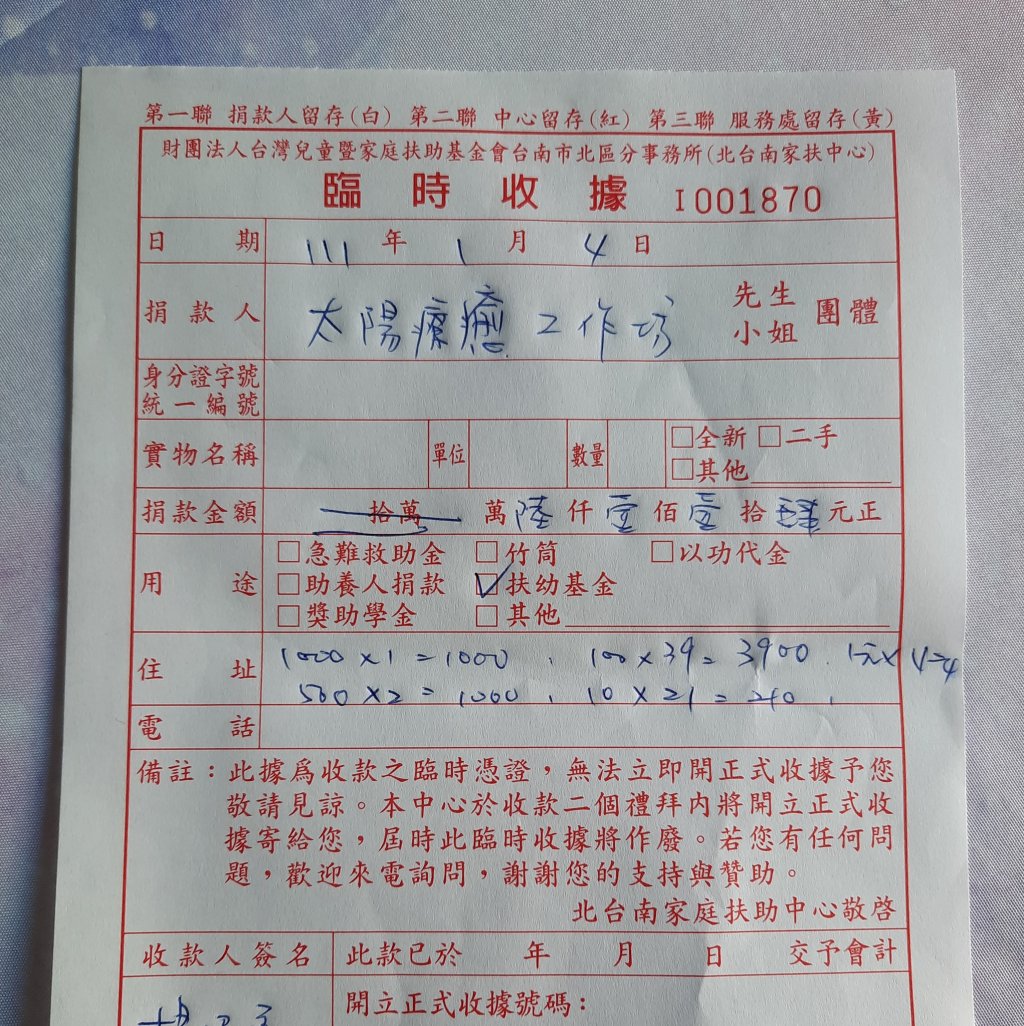 第一聯 捐款人留存(白) 第二聯 中心留存(紅) 第三聯 服務處留存(黃)
財團法人台灣兒童暨家庭扶助基金會台南市北區分事務所(北台南家扶中心)
臨時收據 I001870
日期 111 年 1 月 4 日
捐款人 太陽療癒工作坊 先生 小姐 團體
身分證字號
統一編號
實物名稱 單位 數量 □全新 □二手
□其他
捐款金額 拾萬 萬 陸 仟 壹 佰 壹 拾 肆 元正
用途 □急難救助金 □竹筒 □以功代金
□助養人捐款 ☑扶幼基金
□獎助學金 □其他
住址 1000×1=1000, 100×39=3900. 1元×4=4
500×2=1000, 10×21=210,
電話
備註：此據為收款之臨時憑證，無法立即開正式收據予您
敬請見諒。本中心於收款二個禮拜內將開立正式收
據寄給您，屆時此臨時收據將作廢。若您有任何問
題，歡迎來電詢問，謝謝您的支持與贊助。
北台南家庭扶助中心敬啓
收款人簽名 此款已於 年 月 日 交予會計
開立正式收據號碼：